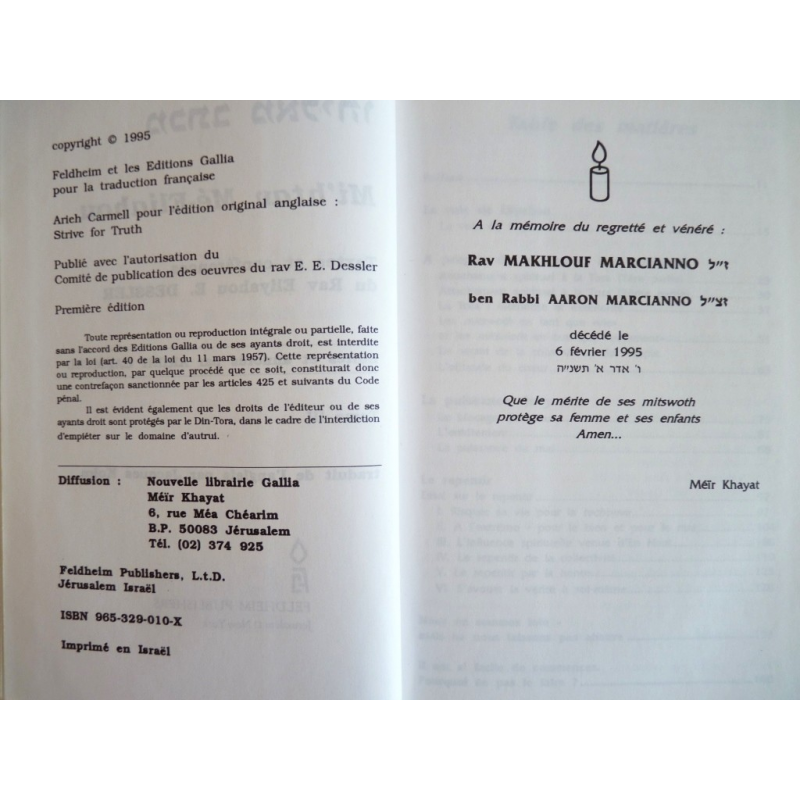 copyright © 1995
Feldheim et les Editions Gallia
pour la traduction française
Arieh Carmell pour l'édition original anglaise :
Strive for Truth
Publié avec l'autorisation du
Comité de publication des oeuvres du rav E. E. Dessler
Première édition
Toute représentation ou reproduction intégrale ou partielle, faite
sans l'accord des Editions Gallia ou de ses ayants droit, est interdite
par la loi (art. 40 de la loi du 11 mars 1957). Cette représentation
ou reproduction, par quelque procédé que ce soit, constiturait donc
une contrefaçon sanctionnée par les articles 425 et suivants du Code
pénal.
Il est évident également que les droits de l'éditeur ou de ses
ayants droit sont protégés par le Din-Tora, dans le cadre de l'interdiction
d'empiéter sur le domaine d'autrui.
Diffusion : Nouvelle librairie Gallia
Méïr Khayat
6, rue Méa Chéarim
B.P. 50083 Jérusalem
Tél. (02) 374 925
Feldheim Publishers, L.t.D.
Jérusalem Israël
ISBN 965-329-010-X
Imprimé en Israël
A la mémoire du regretté et vénéré :
Rav MAKHLOUF MARCIANNO ז״ל
ben Rabbi AARON MARCIANNO זצ״ל
décédé le
6 février 1995
ו׳ אדר א׳ תשנ״ה
Que le mérite de ses mitswoth
protège sa femme et ses enfants
Amen...
Méïr Khayat